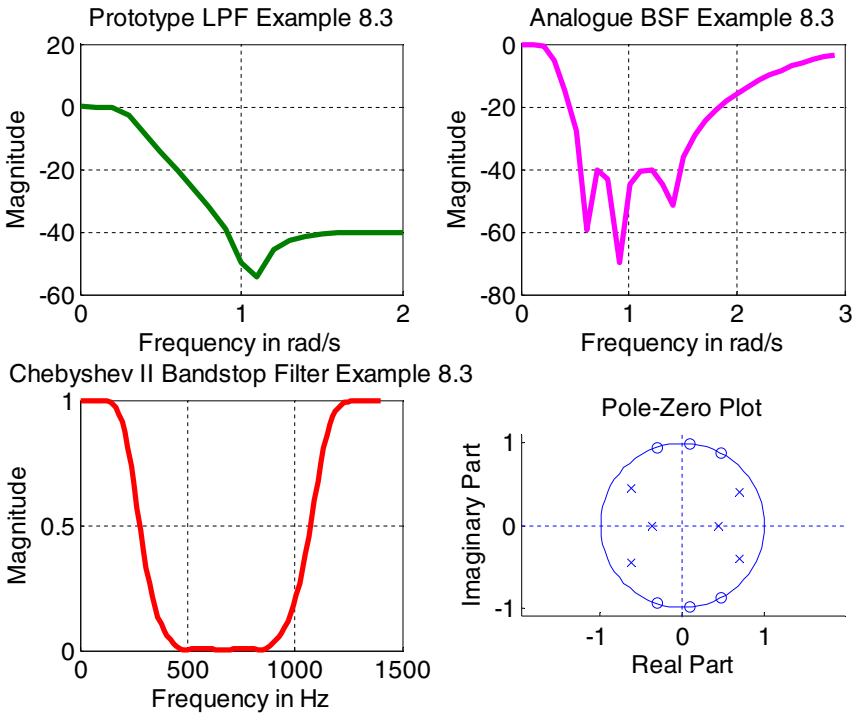 Prototype LPF Example 8.3
20
0
-20
-40
-60
Magnitude
0
1
2
Frequency in rad/s
Analogue BSF Example 8.3
0
-20
-40
-60
-80
Magnitude
0
1
2
3
Frequency in rad/s
Chebyshev II Bandstop Filter Example 8.3
1
0.5
0
Magnitude
0
500
1000
1500
Frequency in Hz
Pole-Zero Plot
1
0
-1
Imaginary Part
-1
0
1
Real Part